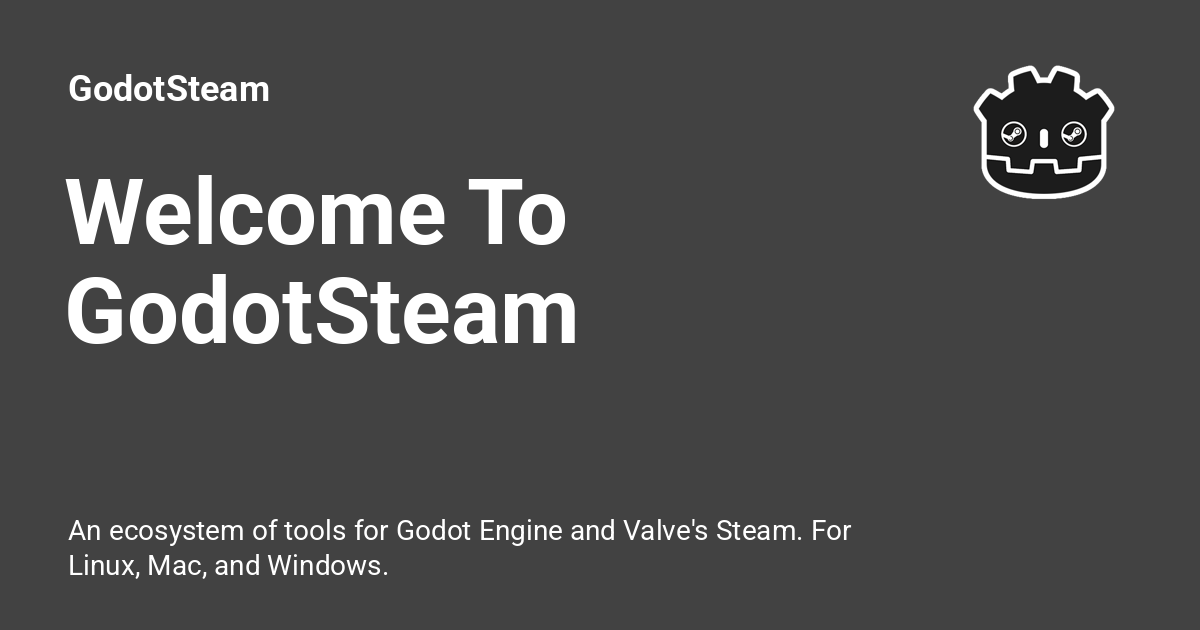 GodotSteam
Welcome To
GodotSteam
An ecosystem of tools for Godot Engine and Valve's Steam. For
Linux, Mac, and Windows.